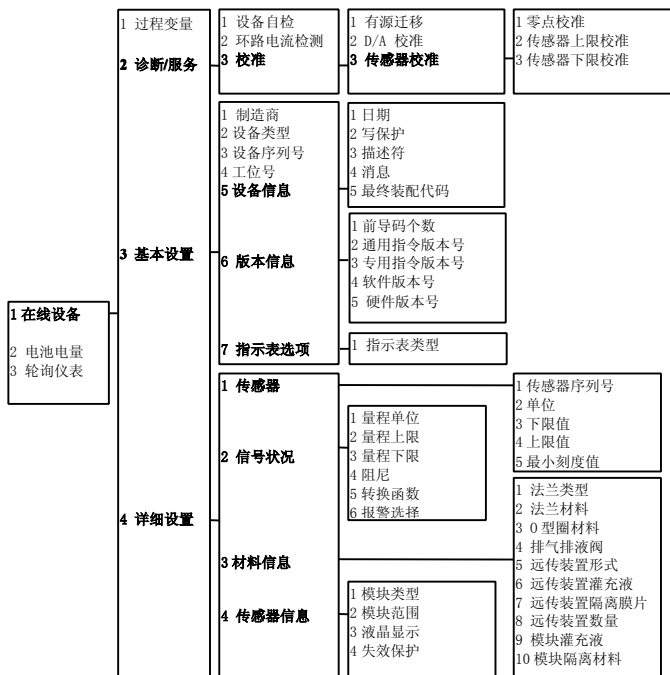 1 在线设备
2 电池电量
3 轮询仪表
1 过程变量
2 诊断/服务
3 基本设置
4 详细设置
1 设备自检
2 环路电流检测
3 校准
1 有源迁移
2 D/A 校准
3 传感器校准
1 零点校准
2 传感器上限校准
3 传感器下限校准
1 制造商
2 设备类型
3 设备序列号
4 工位号
5 设备信息
6 版本信息
7 指示表选项
1 日期
2 写保护
3 描述符
4 消息
5 最终装配代码
1 前导码个数
2 通用指令版本号
3 专用指令版本号
4 软件版本号
5 硬件版本号
1 指示表类型
1 传感器
2 信号状况
3 材料信息
4 传感器信息
1 传感器序列号
2 单位
3 下限值
4 上限值
5 最小刻度值
1 量程单位
2 量程上限
3 量程下限
4 阻尼
5 转换函数
6 报警选择
1 法兰类型
2 法兰材料
3 O型圈材料
4 排气排液阀
5 远传装置形式
6 远传装置灌充液
7 远传装置隔离膜片
8 远传装置数量
9 模块灌充液
10 模块隔离材料
1 模块类型
2 模块范围
3 液晶显示
4 失效保护